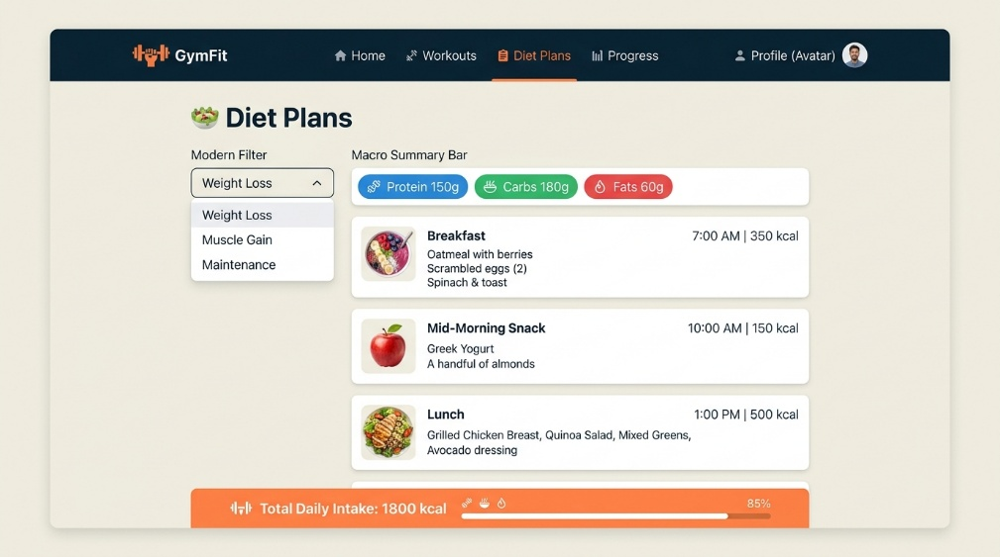 GymFit
Home
Workouts
Diet Plans
Progress
Profile (Avatar)
Diet Plans
Modern Filter
Weight Loss
Weight Loss
Muscle Gain
Maintenance
Macro Summary Bar
Protein 150g
Carbs 180g
Fats 60g
Breakfast
7:00 AM | 350 kcal
Oatmeal with berries
Scrambled eggs (2)
Spinach & toast
Mid-Morning Snack
10:00 AM | 150 kcal
Greek Yogurt
A handful of almonds
Lunch
1:00 PM | 500 kcal
Grilled Chicken Breast, Quinoa Salad, Mixed Greens,
Avocado dressing
Total Daily Intake: 1800 kcal
85%